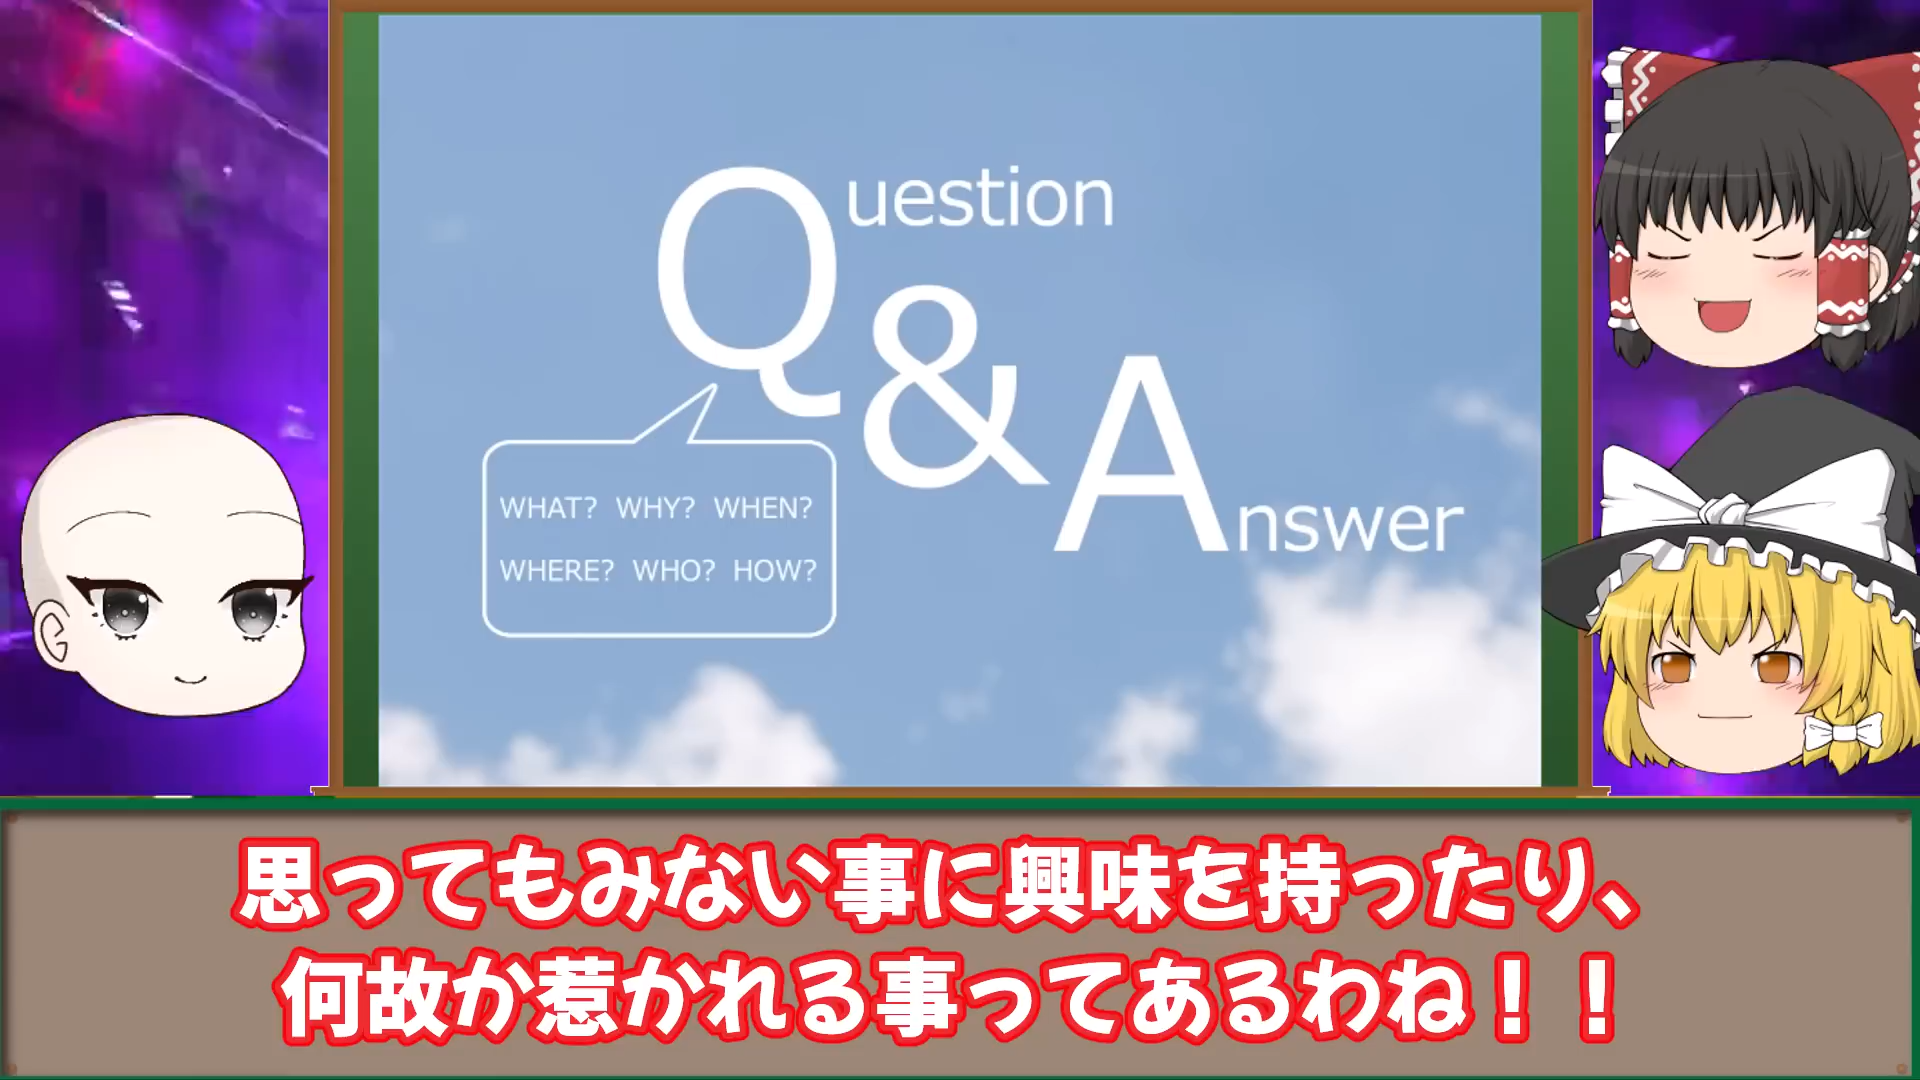 Question
&
Answer
WHAT? WHY? WHEN?
WHERE? WHO? HOW?
思ってもみない事に興味を持ったり、
何故か惹かれる事ってあるわね！！